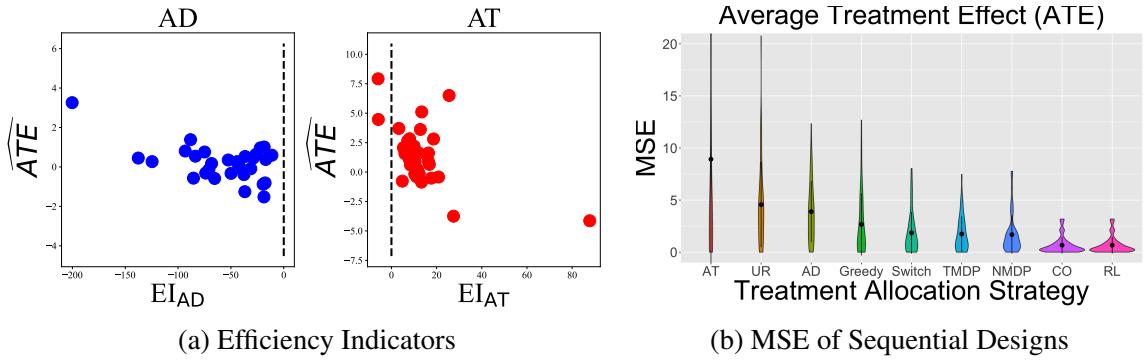 AD
6
4
2
0
−2
−4
−200
−150
−100
−50
0
ATE
EI_AD
AT
10.0
7.5
5.0
2.5
0.0
−2.5
−5.0
−7.5
0
20
40
60
80
ATE
EI_AT
(a) Efficiency Indicators
Average Treatment Effect (ATE)
20
15
10
5
0
MSE
AT UR AD Greedy Switch TMDP NMDP CO RL
Treatment Allocation Strategy
(b) MSE of Sequential Designs